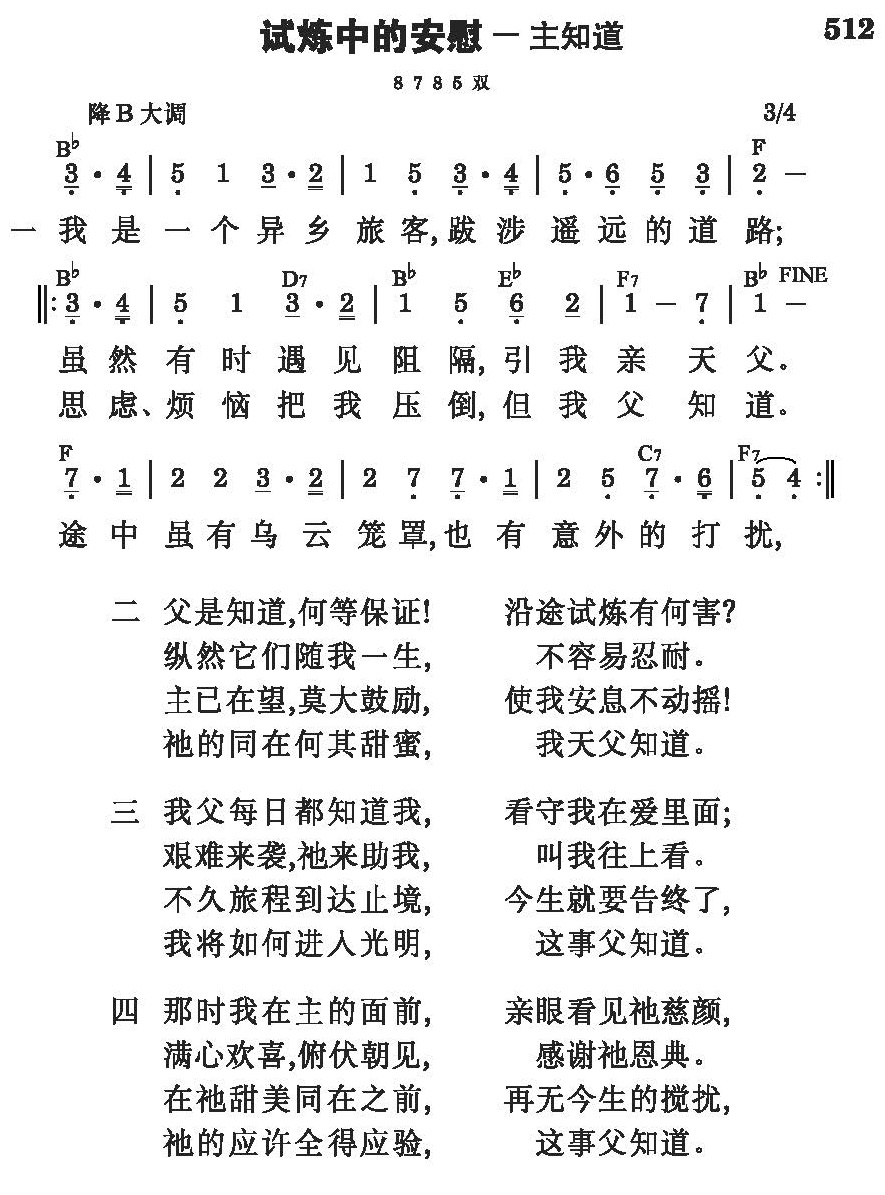 试炼中的安慰－主知道
512
8 7 8 5 双
降B大调 3/4
B♭ F
3·4 | 5 1 3·2 | 1 5 3·4 | 5·6 5 3 | 2 －
一 我是一个异乡旅客,跋涉遥远的道路;
B♭ D7 B♭ E♭ F7 B♭ FINE
‖:3·4 | 5 1 3·2 | 1 5 6 2 | 1 － 7 | 1 －
虽然有时遇见阻隔,引我亲天父。
思虑、烦恼把我压倒,但我父知道。
F C7 F7
7·1 | 2 2 3·2 | 2 7 7·1 | 2 5 7·6 | 5 4 :‖
途中虽有乌云笼罩,也有意外的打扰,
二 父是知道,何等保证! 沿途试炼有何害?
纵然它们随我一生, 不容易忍耐。
主已在望,莫大鼓励, 使我安息不动摇!
祂的同在何其甜蜜, 我天父知道。
三 我父每日都知道我, 看守我在爱里面;
艰难来袭,祂来助我, 叫我往上看。
不久旅程到达止境, 今生就要告终了,
我将如何进入光明, 这事父知道。
四 那时我在主的面前, 亲眼看见祂慈颜,
满心欢喜,俯伏朝见, 感谢祂恩典。
在祂甜美同在之前, 再无今生的搅扰,
祂的应许全得应验, 这事父知道。